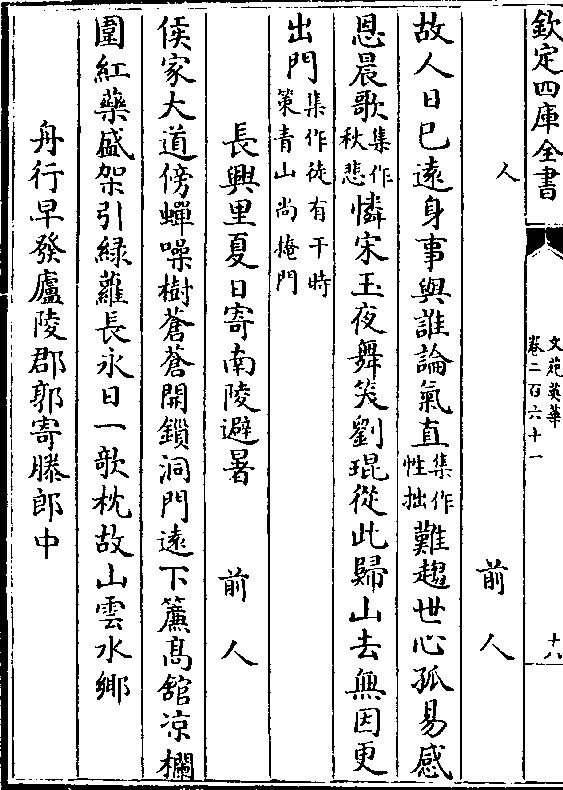 欽定四庫全書
文苑英華
卷二百六十一
十八
人 前人
故人日已遠身事與誰論氣直集作性拙難趨世心孤易感
恩晨歌集作秋悲憐宋玉夜舞笑劉琨從此歸山去無因更
出門集作徒有干時策青山尚掩門
長興里夏日寄南陵避暑 前人
侯家大道傍蟬噪樹蒼蒼開鎖洞門遠下簾高舘凉欄
圍紅藥盛架引緑蘿長永日一歌枕故山雲水鄉
舟行早發廬陵郡郭寄滕郎中